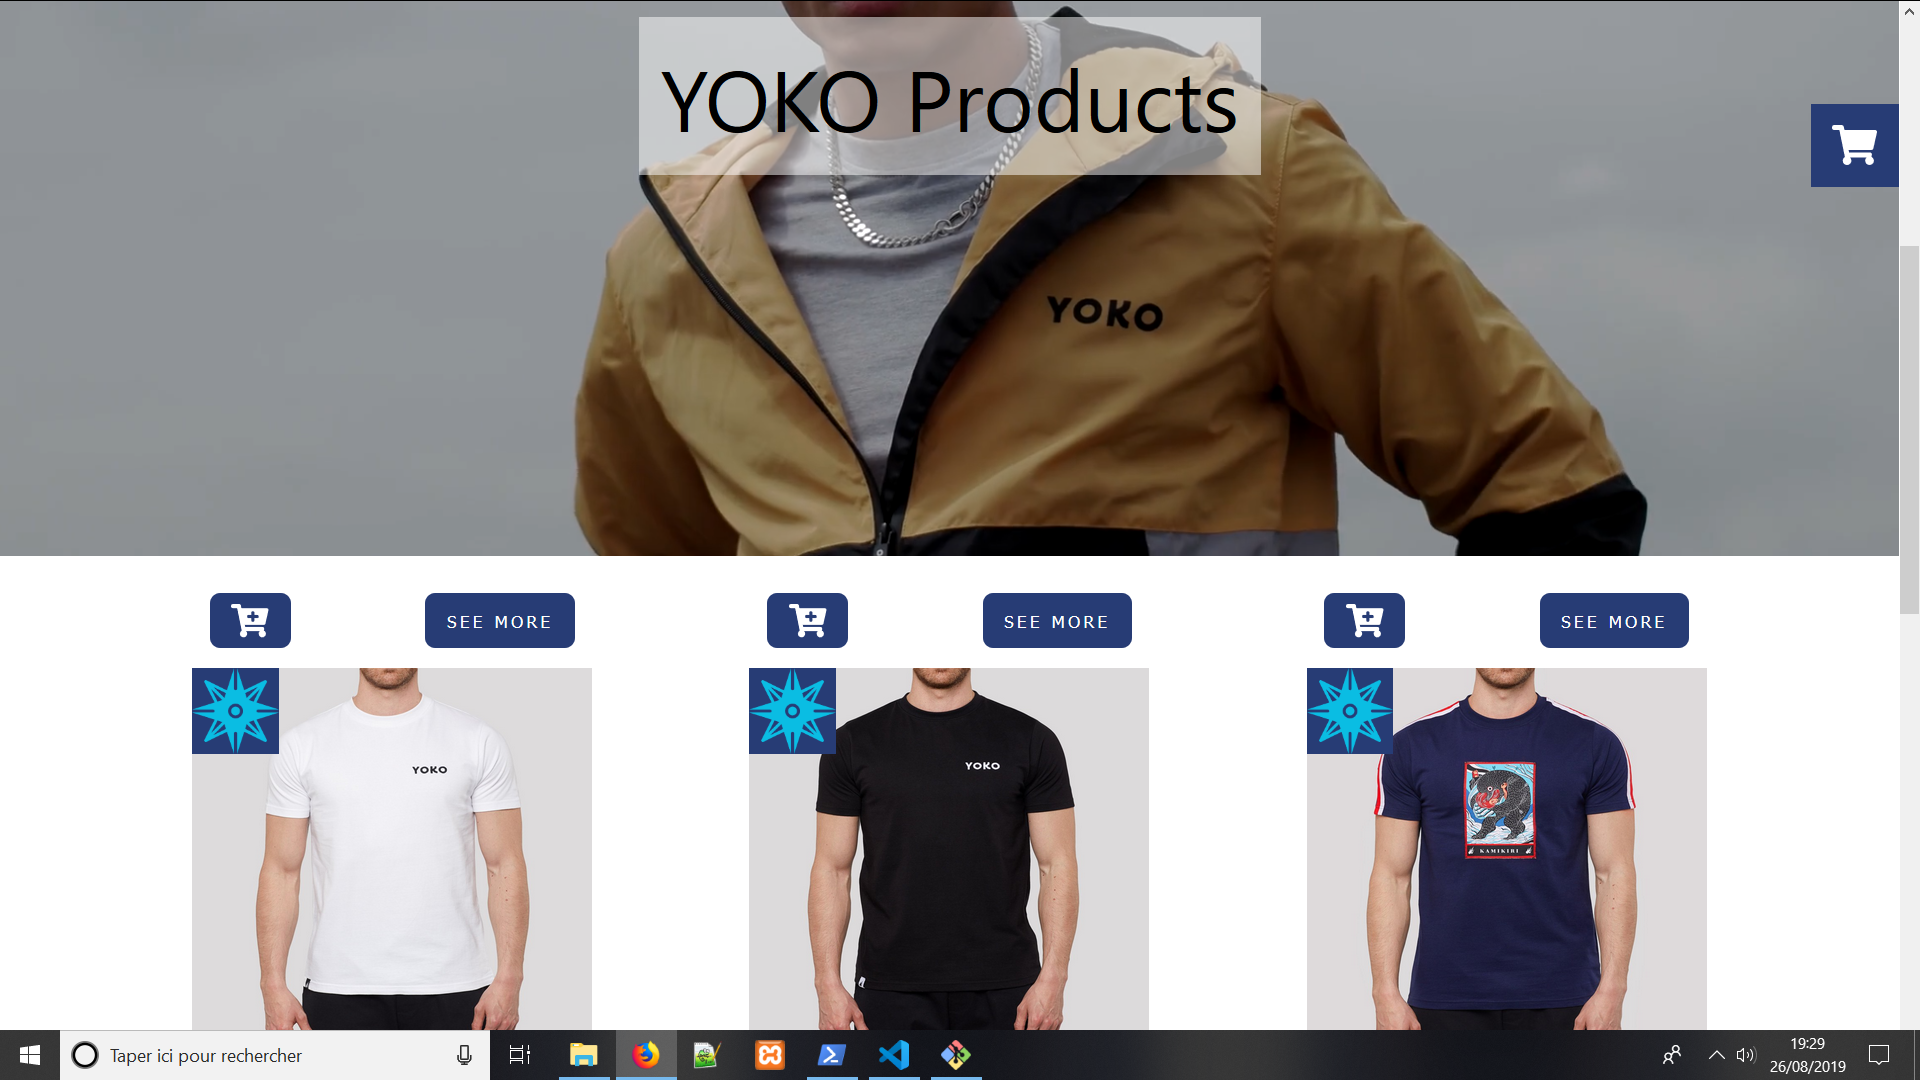 YOKO Products
YOKO
SEE MORE
SEE MORE
SEE MORE
YOKO
YOKO
KAMIKIRI
Taper ici pour rechercher
19:29
26/08/2019